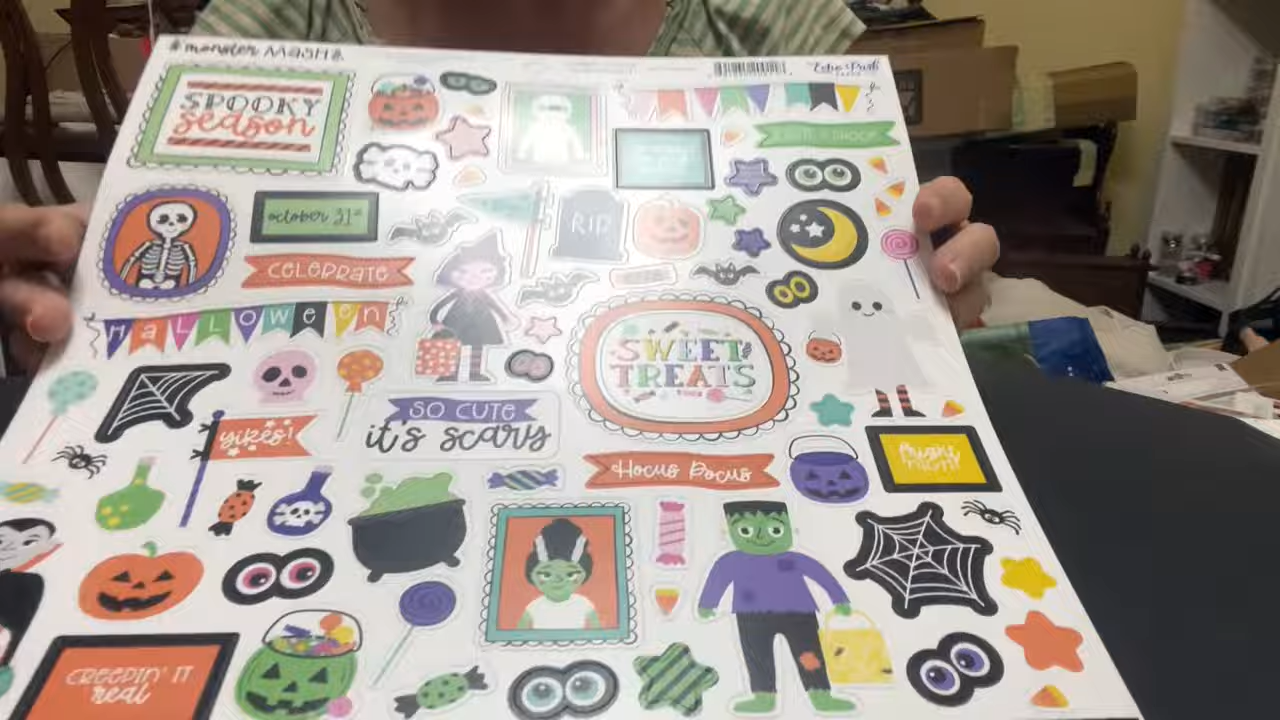 monster MASH
Echo Park
SPOOKY
season
october 31st
RIP
CELEBRATE
Halloween
SWEET
TREATS
SO CUTE
it's scary
yikes!
Hocus Pocus
CREEPIN' IT
real